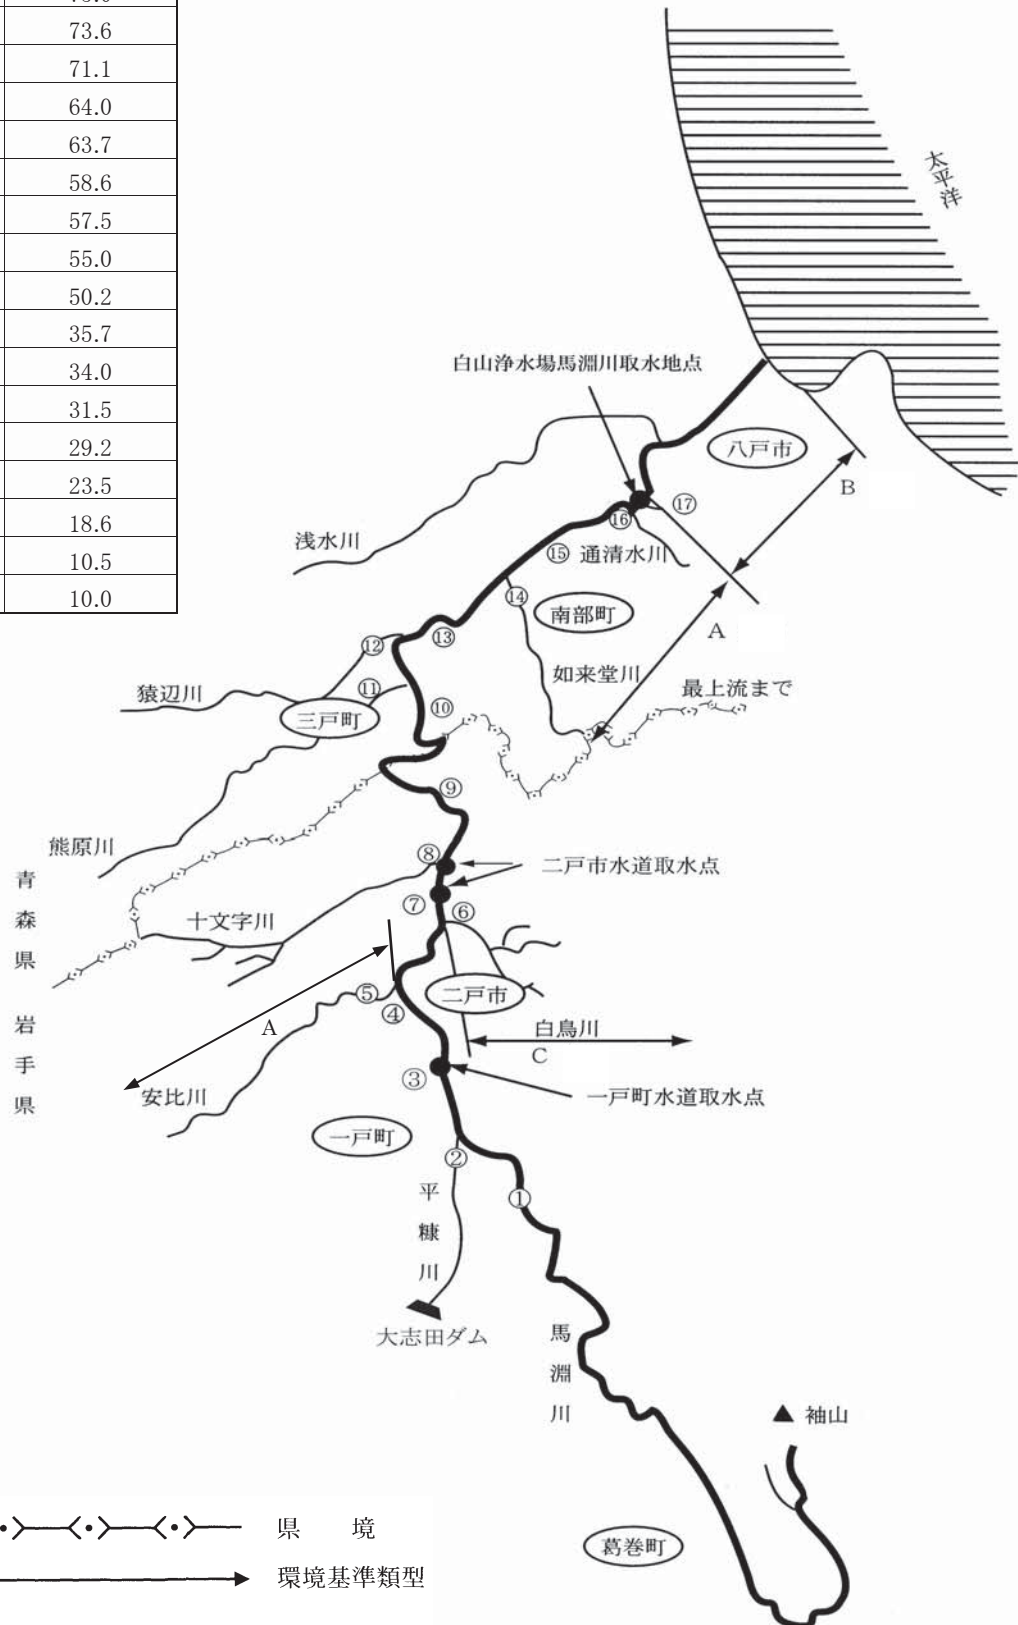 73.6
71.1
64.0
63.7
58.6
57.5
55.0
50.2
35.7
34.0
31.5
29.2
23.5
18.6
10.5
10.0
太平洋
白山浄水場馬淵川取水地点
八戸市
B
⑰
⑯
浅水川
⑮
通清水川
⑭
南部町
A
⑬
⑫
如来堂川
最上流まで
猿辺川
⑪
三戸町
⑩
⑨
熊原川
⑧
二戸市水道取水点
青森県
⑦
⑥
十文字川
二戸市
⑤
④
岩手県
A
白鳥川
C
③
安比川
一戸町水道取水点
一戸町
②
①
平糠川
大志田ダム
馬淵川
袖山
県境
葛巻町
環境基準類型